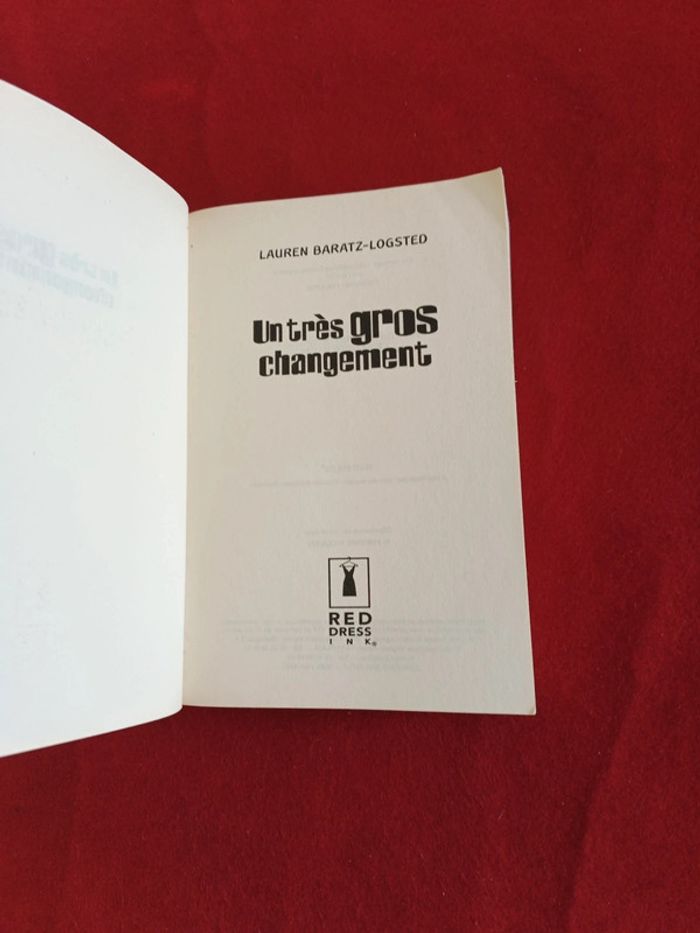 LAUREN BARATZ-LOGSTED
Un très gros
changement
RED
DRESS
INK®